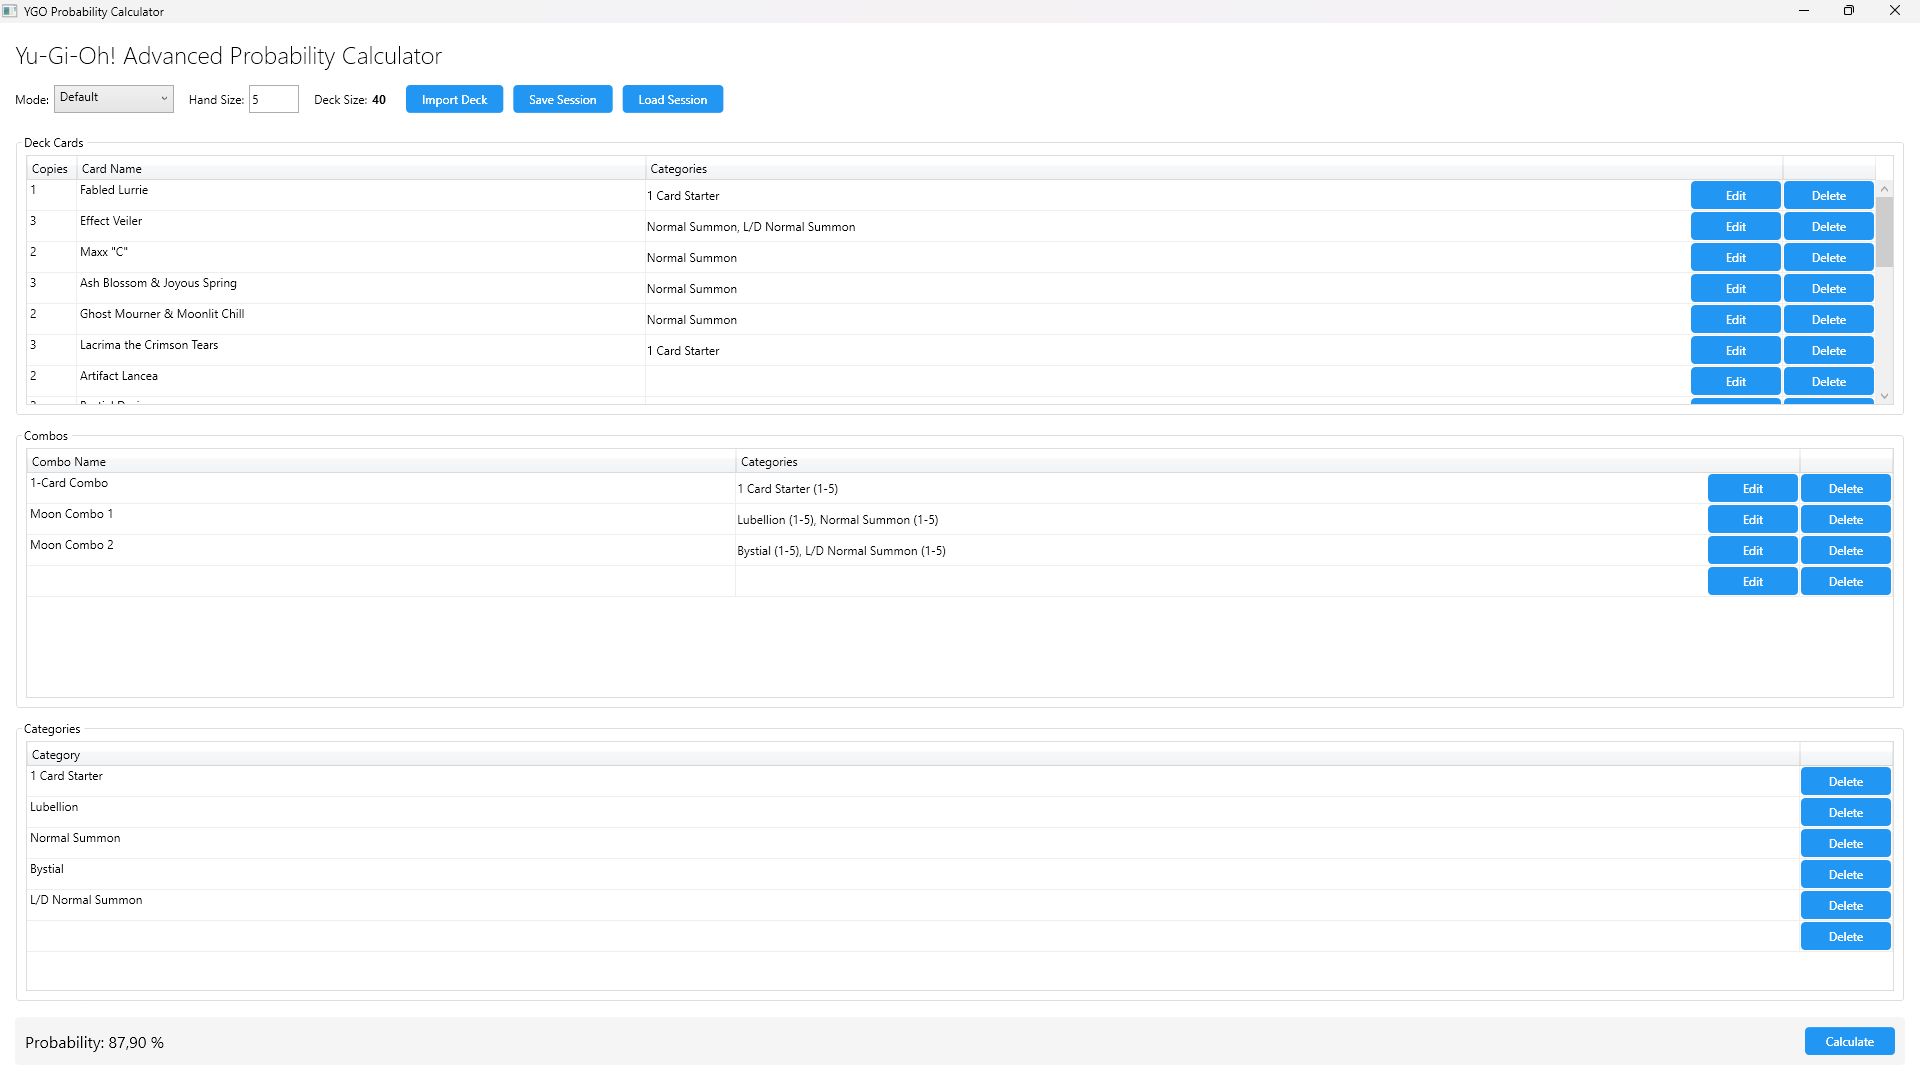 YGO Probability Calculator
Yu-Gi-Oh! Advanced Probability Calculator
Mode: Default Hand Size: 5 Deck Size: 40 Import Deck Save Session Load Session
Deck Cards
Copies Card Name Categories
1 Fabled Lurrie 1 Card Starter Edit Delete
3 Effect Veiler Normal Summon, L/D Normal Summon Edit Delete
2 Maxx "C" Normal Summon Edit Delete
3 Ash Blossom & Joyous Spring Normal Summon Edit Delete
2 Ghost Mourner & Moonlit Chill Normal Summon Edit Delete
3 Lacrima the Crimson Tears 1 Card Starter Edit Delete
2 Artifact Lancea Edit Delete
Combos
Combo Name Categories
1-Card Combo 1 Card Starter (1-5) Edit Delete
Moon Combo 1 Lubellion (1-5), Normal Summon (1-5) Edit Delete
Moon Combo 2 Bystial (1-5), L/D Normal Summon (1-5) Edit Delete
Edit Delete
Categories
Category
1 Card Starter Delete
Lubellion Delete
Normal Summon Delete
Bystial Delete
L/D Normal Summon Delete
Delete
Probability: 87,90 % Calculate